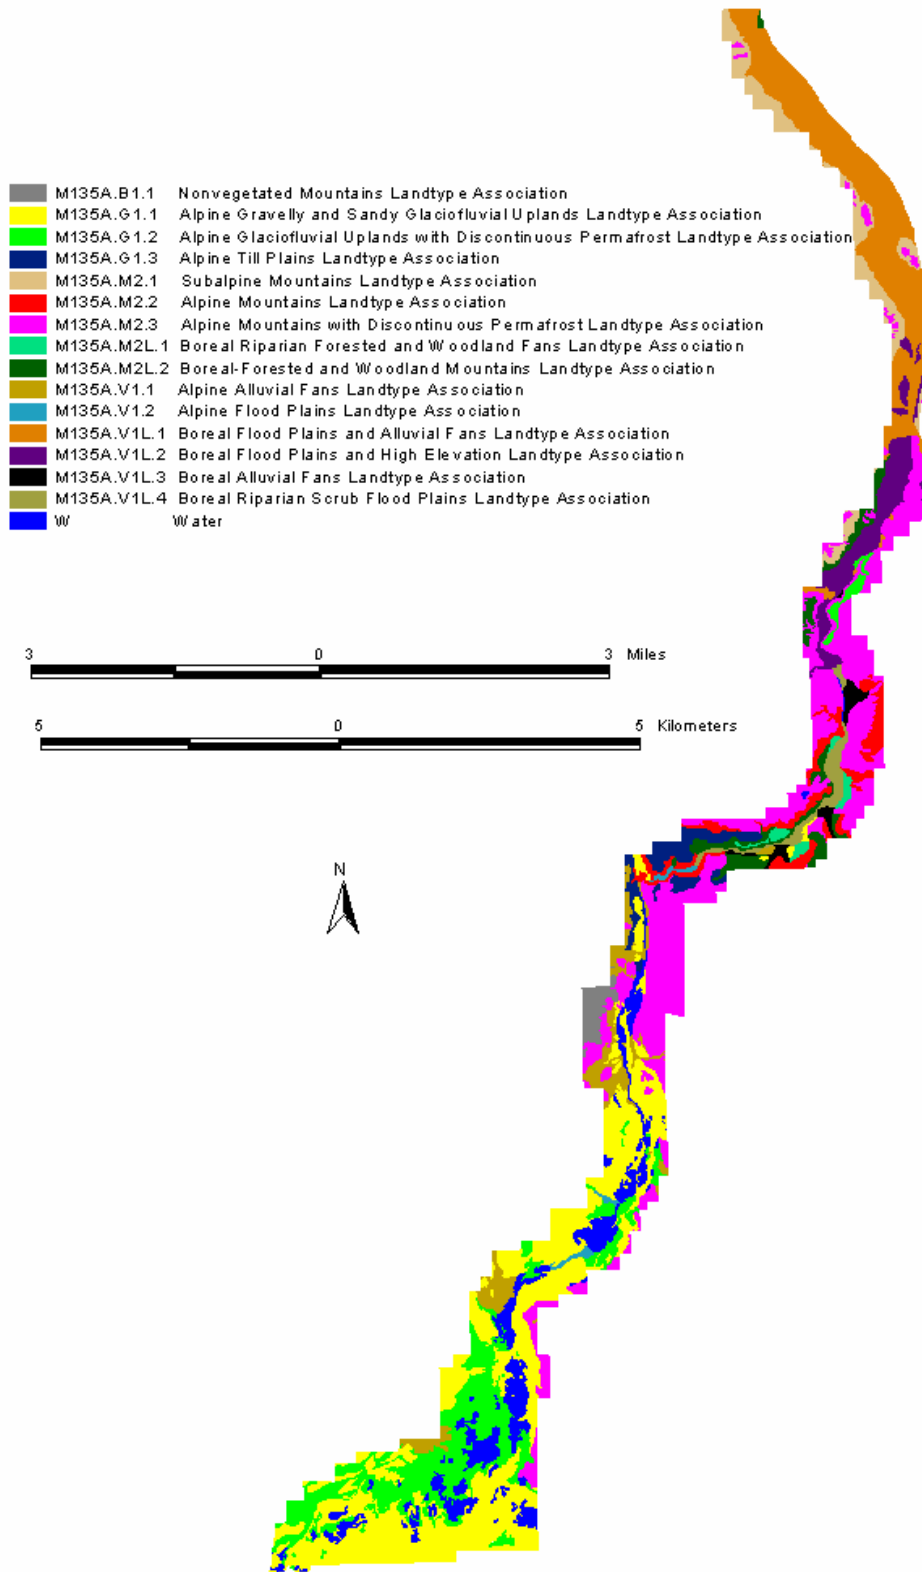 M135A.B1.1 Nonvegetated Mountains Landtype Association
M135A.G1.1 Alpine Gravelly and Sandy Glaciofluvial Uplands Landtype Association
M135A.G1.2 Alpine Glaciofluvial Uplands with Discontinuous Permafrost Landtype Association
M135A.G1.3 Alpine Till Plains Landtype Association
M135A.M2.1 Subalpine Mountains Landtype Association
M135A.M2.2 Alpine Mountains Landtype Association
M135A.M2.3 Alpine Mountains with Discontinuous Permafrost Landtype Association
M135A.M2L.1 Boreal Riparian Forested and Woodland Fans Landtype Association
M135A.M2L.2 Boreal-Forested and Woodland Mountains Landtype Association
M135A.V1.1 Alpine Alluvial Fans Landtype Association
M135A.V1.2 Alpine Flood Plains Landtype Association
M135A.V1L.1 Boreal Flood Plains and Alluvial Fans Landtype Association
M135A.V1L.2 Boreal Flood Plains and High Elevation Landtype Association
M135A.V1L.3 Boreal Alluvial Fans Landtype Association
M135A.V1L.4 Boreal Riparian Scrub Flood Plains Landtype Association
W Water
3 0 3 Miles
5 0 5 Kilometers
N